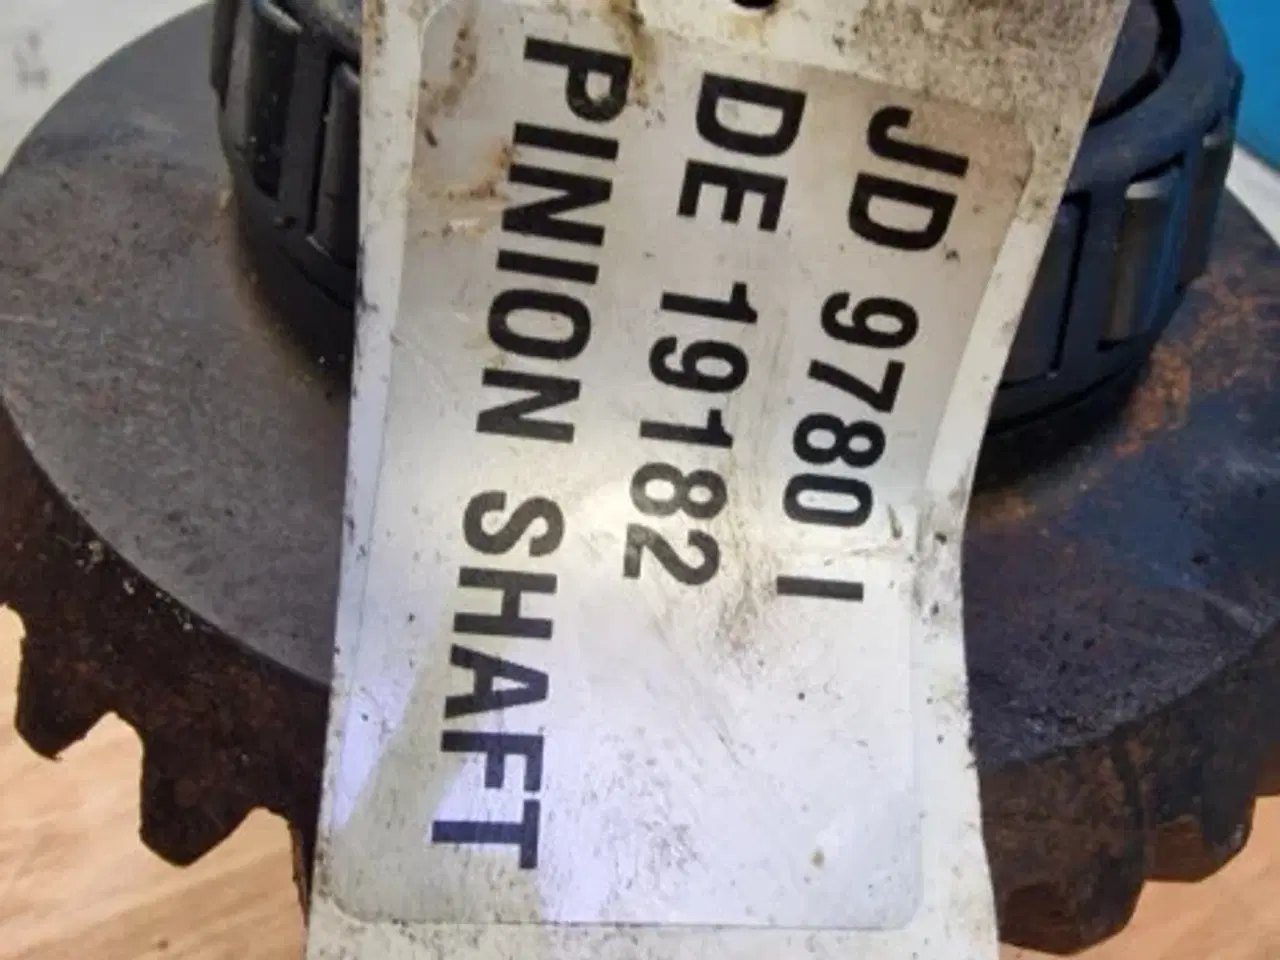 JD 9780 I
DE 19182
PINION SHAFT